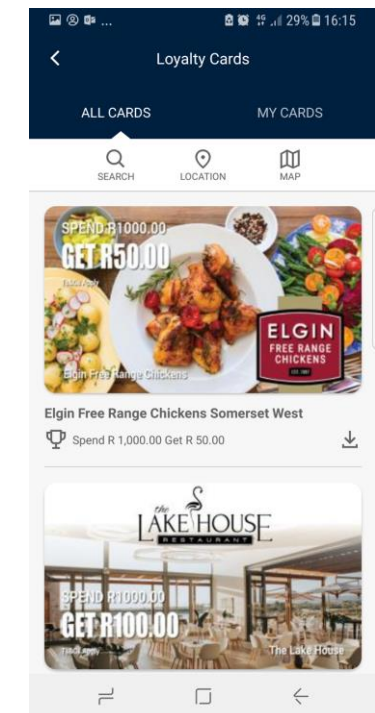 ... 4G 29% 16:15
Loyalty Cards
ALL CARDS MY CARDS
SEARCH LOCATION MAP
SPEND R1000.00
GET R50.00
Elgin Free Range Chickens
ELGIN
FREE RANGE
CHICKENS
Elgin Free Range Chickens Somerset West
Spend R 1,000.00 Get R 50.00
the
LAKE HOUSE
RESTAURANT
SPEND R1000.00
GET R100.00
The Lake House